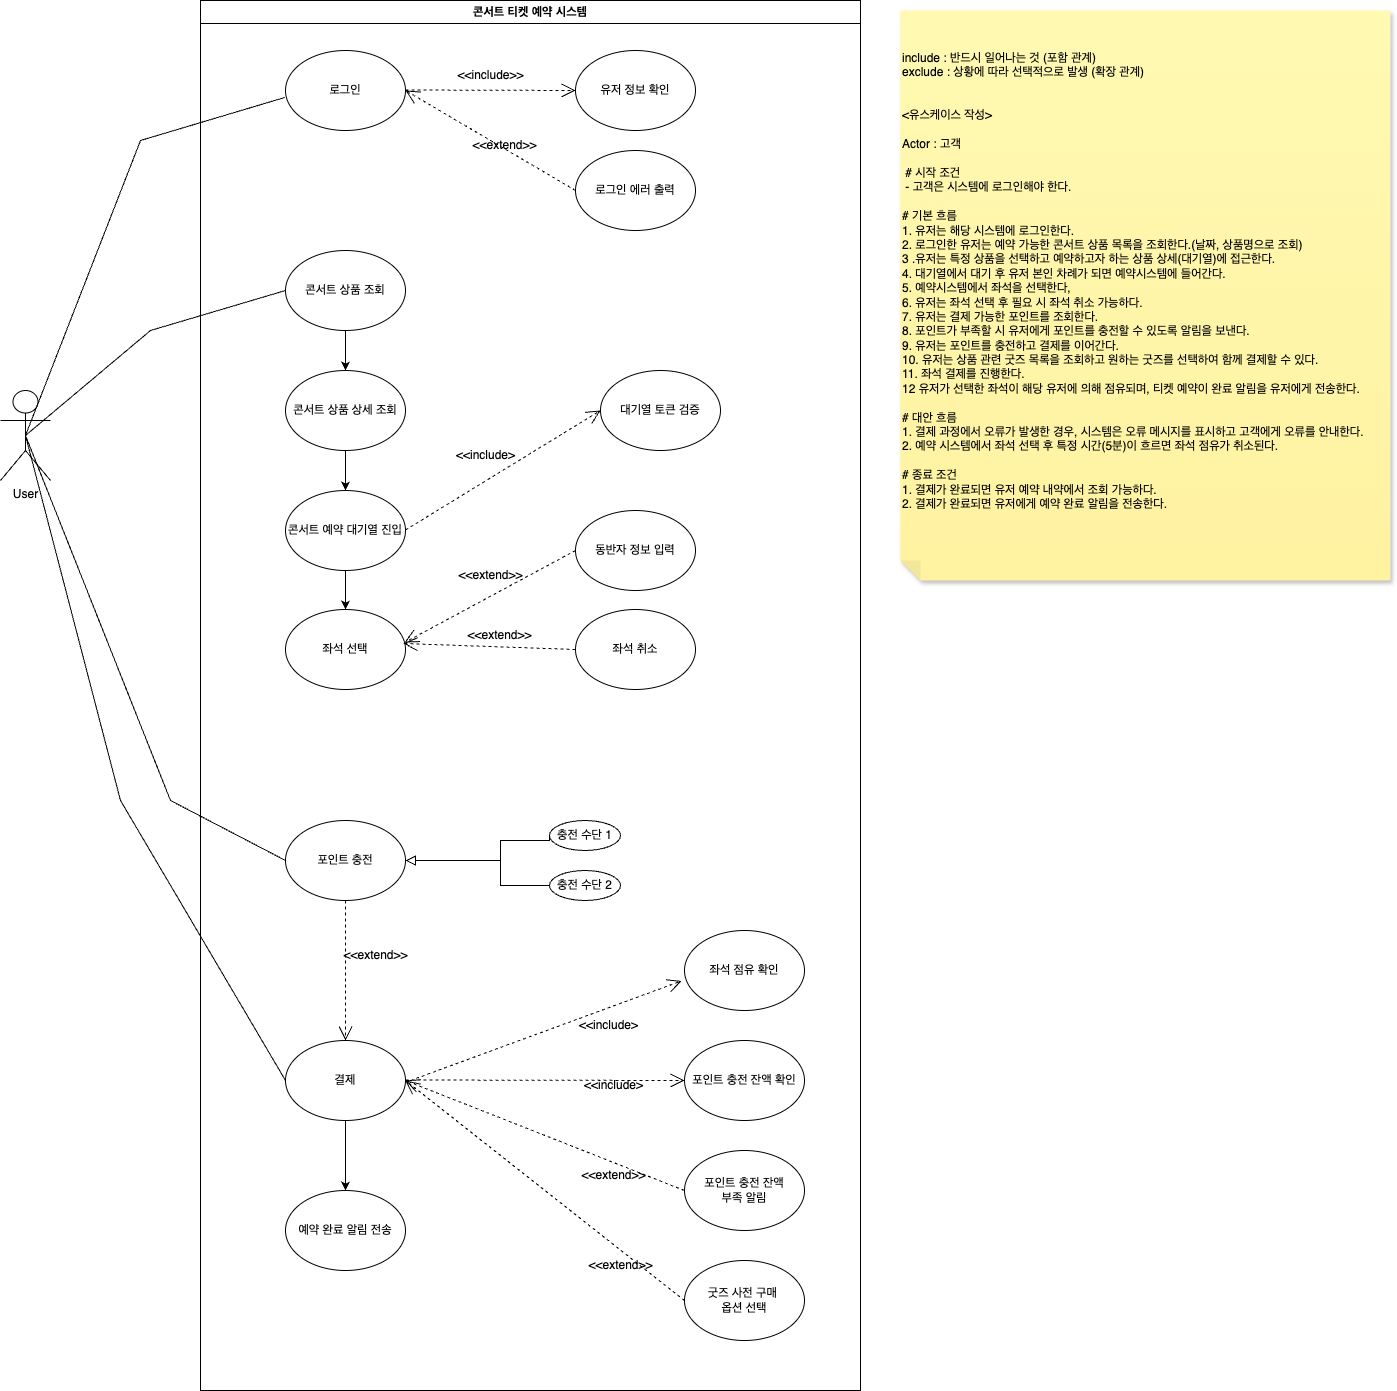 콘서트 티켓 예약 시스템
로그인
<<include>>
유저 정보 확인
<<extend>>
로그인 에러 출력
콘서트 상품 조회
콘서트 상품 상세 조회
대기열 토큰 검증
<<include>>
User
콘서트 예약 대기열 진입
동반자 정보 입력
<<extend>>
<<extend>>
좌석 선택
좌석 취소
충전 수단 1
포인트 충전
충전 수단 2
<<extend>>
좌석 점유 확인
<<include>
결제
포인트 충전 잔액 확인
<<include>>
<<extend>>
포인트 충전 잔액
부족 알림
예약 완료 알림 전송
<<extend>>
굿즈 사전 구매
옵션 선택
include : 반드시 일어나는 것 (포함 관계)
exclude : 상황에 따라 선택적으로 발생 (확장 관계)
<유스케이스 작성>
Actor : 고객
# 시작 조건
- 고객은 시스템에 로그인해야 한다.
# 기본 흐름
1. 유저는 해당 시스템에 로그인한다.
2. 로그인한 유저는 예약 가능한 콘서트 상품 목록을 조회한다.(날짜, 상품명으로 조회)
3 .유저는 특정 상품을 선택하고 예약하고자 하는 상품 상세(대기열)에 접근한다.
4. 대기열에서 대기 후 유저 본인 차례가 되면 예약시스템에 들어간다.
5. 예약시스템에서 좌석을 선택한다,
6. 유저는 좌석 선택 후 필요 시 좌석 취소 가능하다.
7. 유저는 결제 가능한 포인트를 조회한다.
8. 포인트가 부족할 시 유저에게 포인트를 충전할 수 있도록 알림을 보낸다.
9. 유저는 포인트를 충전하고 결제를 이어간다.
10. 유저는 상품 관련 굿즈 목록을 조회하고 원하는 굿즈를 선택하여 함께 결제할 수 있다.
11. 좌석 결제를 진행한다.
12 유저가 선택한 좌석이 해당 유저에 의해 점유되며, 티켓 예약이 완료 알림을 유저에게 전송한다.
# 대안 흐름
1. 결제 과정에서 오류가 발생한 경우, 시스템은 오류 메시지를 표시하고 고객에게 오류를 안내한다.
2. 예약 시스템에서 좌석 선택 후 특정 시간(5분)이 흐르면 좌석 점유가 취소된다.
# 종료 조건
1. 결제가 완료되면 유저 예약 내약에서 조회 가능하다.
2. 결제가 완료되면 유저에게 예약 완료 알림을 전송한다.